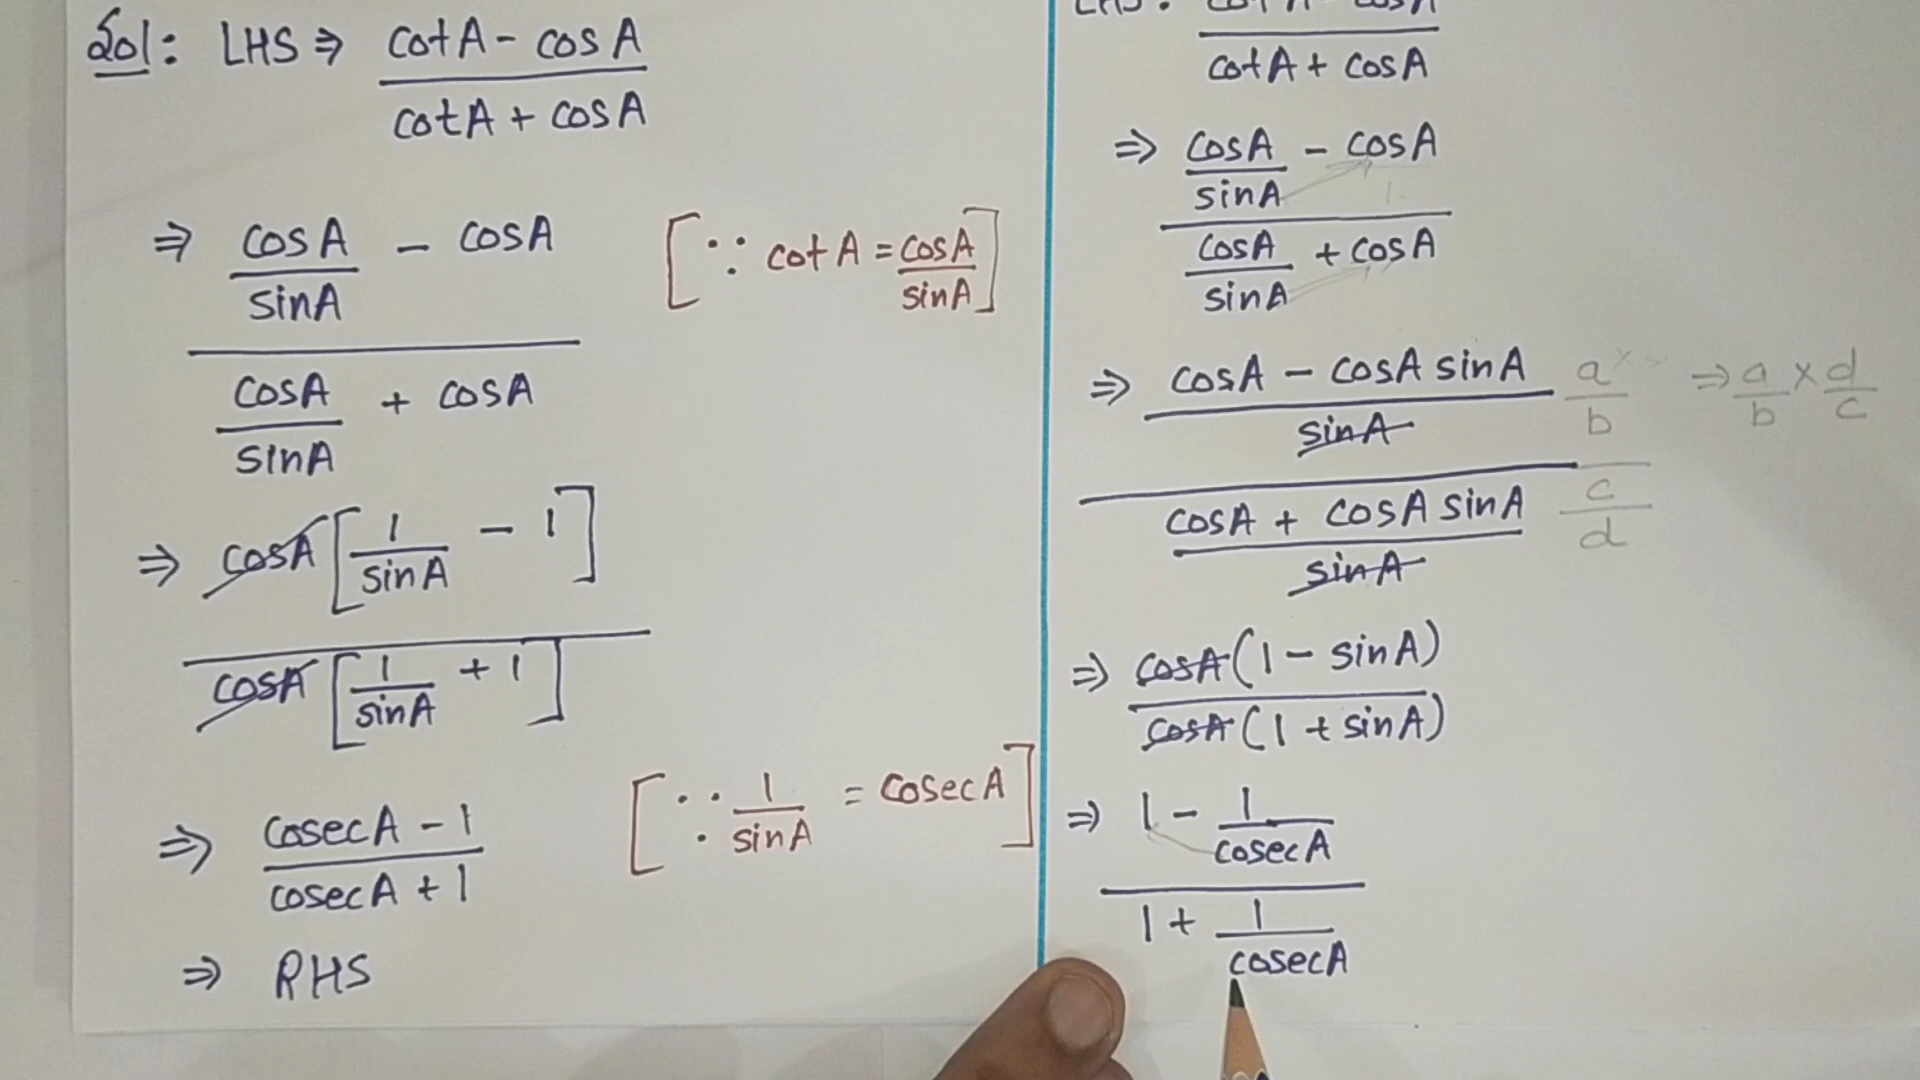 Sol: LHS ⇒ cotA - cosA
cotA + cosA
⇒ cosA - cosA
sinA
cosA + cosA
sinA
[∵ cotA = cosA
sinA]
⇒ cosA [1 - 1]
sinA
cosA [1 + 1]
sinA
⇒ cosecA - 1
cosecA + 1
[∵ 1 = cosecA]
sinA
⇒ RHS
cotA + cosA
⇒ cosA - cosA
sinA
cosA + cosA
sinA
⇒ cosA - cosA sinA
sinA
cosA + cosA sinA
sinA
a
b
c
d
⇒ a × d
b c
⇒ cosA (1 - sinA)
cosA (1 + sinA)
⇒ 1 - 1
cosecA
1 + 1
cosecA